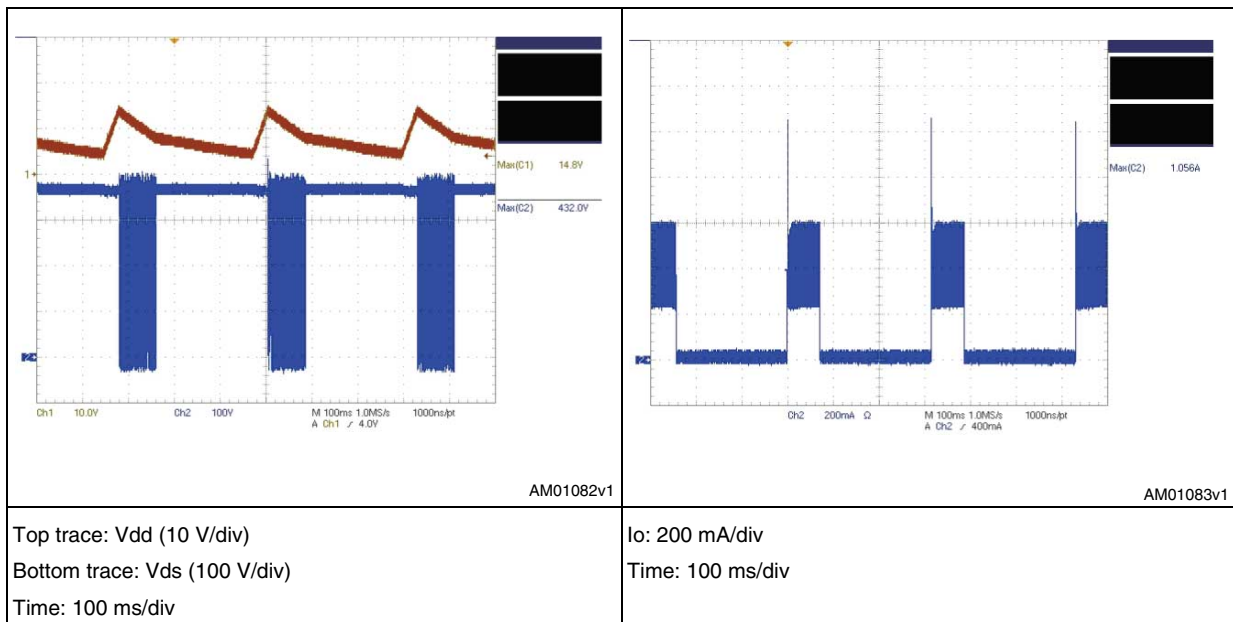 1
Max(C1) 14.8V
Max(C2) 432.0V
2
Ch1 10.0V Ch2 100V M 100ms 1.0MS/s 1000ns/pt
A Ch1 ∕ 4.0V
AM01082v1
Max(C2) 1.056A
2
Ch2 200mA Ω M 100ms 1.0MS/s 1000ns/pt
A Ch2 ∕ 400mA
AM01083v1
Top trace: Vdd (10 V/div)
Bottom trace: Vds (100 V/div)
Time: 100 ms/div
Io: 200 mA/div
Time: 100 ms/div